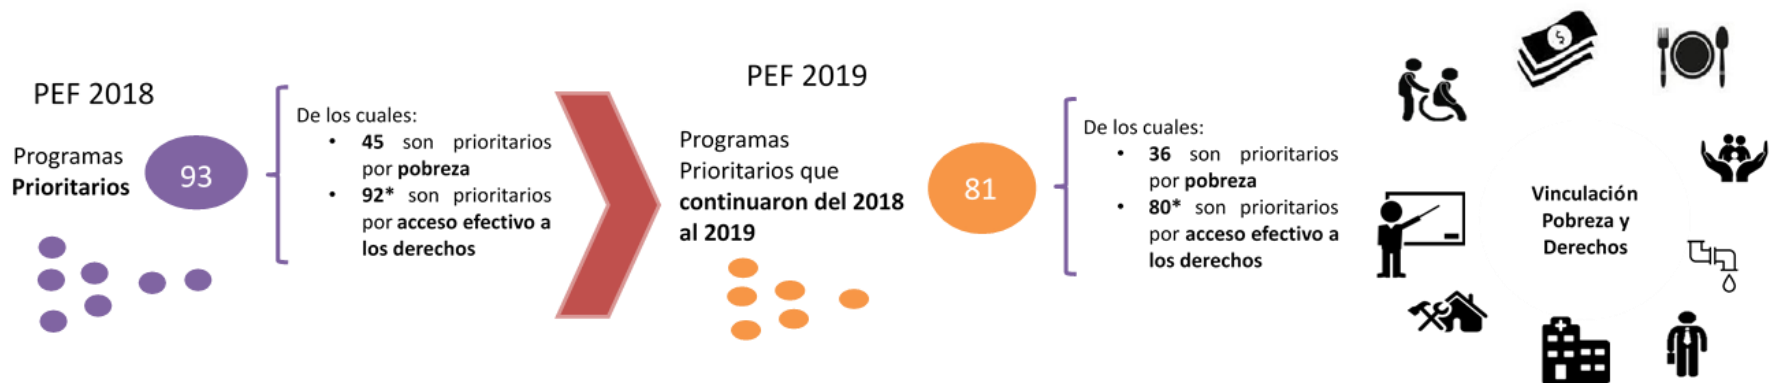 PEF 2018
Programas
Prioritarios
93
De los cuales:
• 45 son prioritarios
por pobreza
• 92* son prioritarios
por acceso efectivo a
los derechos
PEF 2019
Programas
Prioritarios que
continuaron del 2018
al 2019
81
De los cuales:
• 36 son prioritarios
por pobreza
• 80* son prioritarios
por acceso efectivo a
los derechos
$
Vinculación
Pobreza y
Derechos